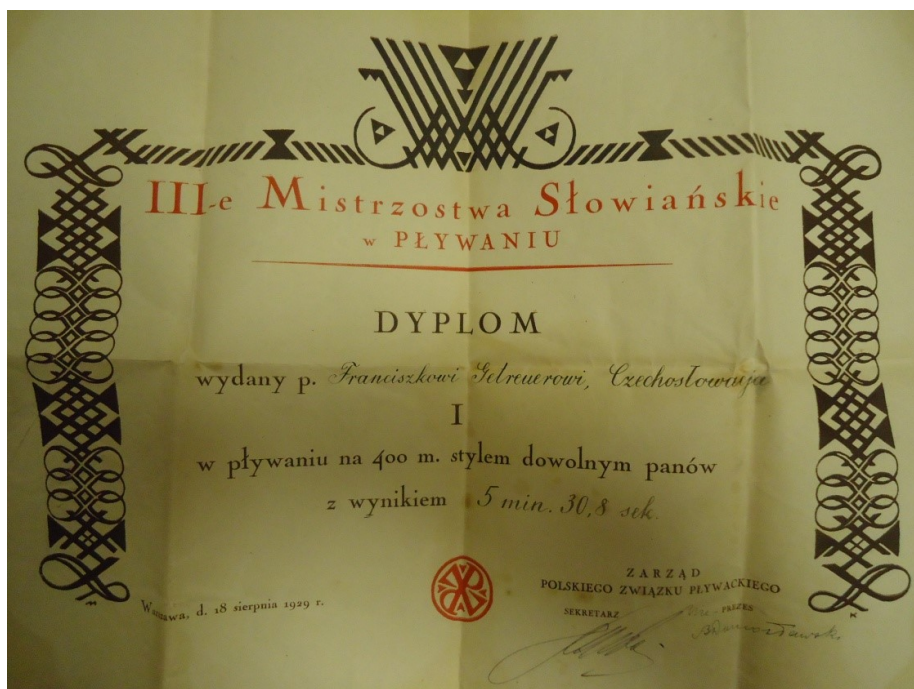 III-e Mistrzostwa Słowiańskie
w PŁYWANIU
DYPLOM
wydany p. Franciszkowi Getreuerowi, Czechosłowacja
I
w pływaniu na 400 m. stylem dowolnym panów
z wynikiem 5 min. 30,8 sek.
ZARZĄD
POLSKIEGO ZWIĄZKU PŁYWACKIEGO
SEKRETARZ PREZES
Warszawa, d. 18 sierpnia 1929 r.